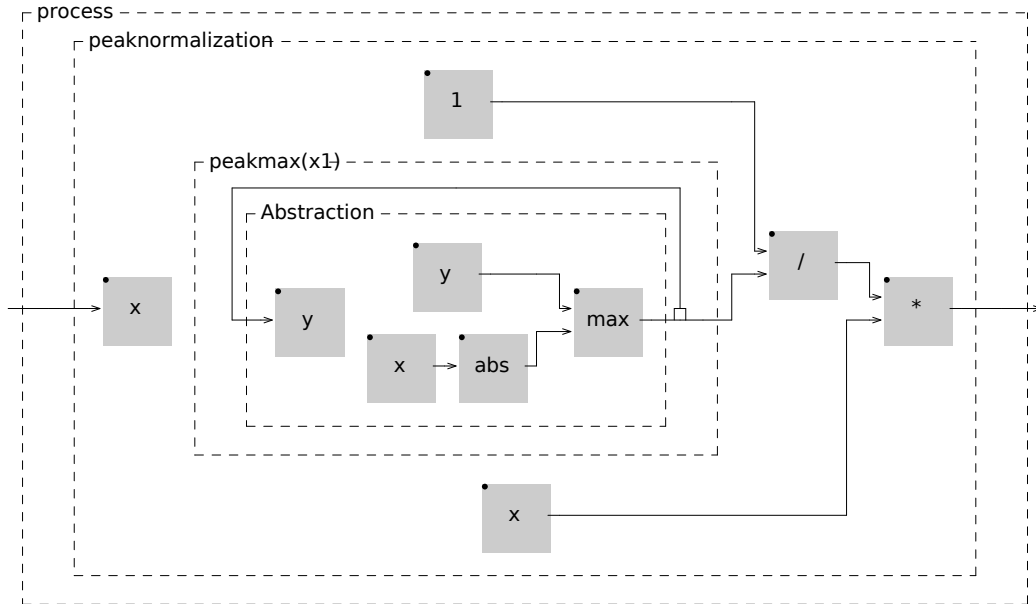 process
peaknormalization
1
peakmax(x1)
Abstraction
y
/
x
y
max
*
x
abs
x